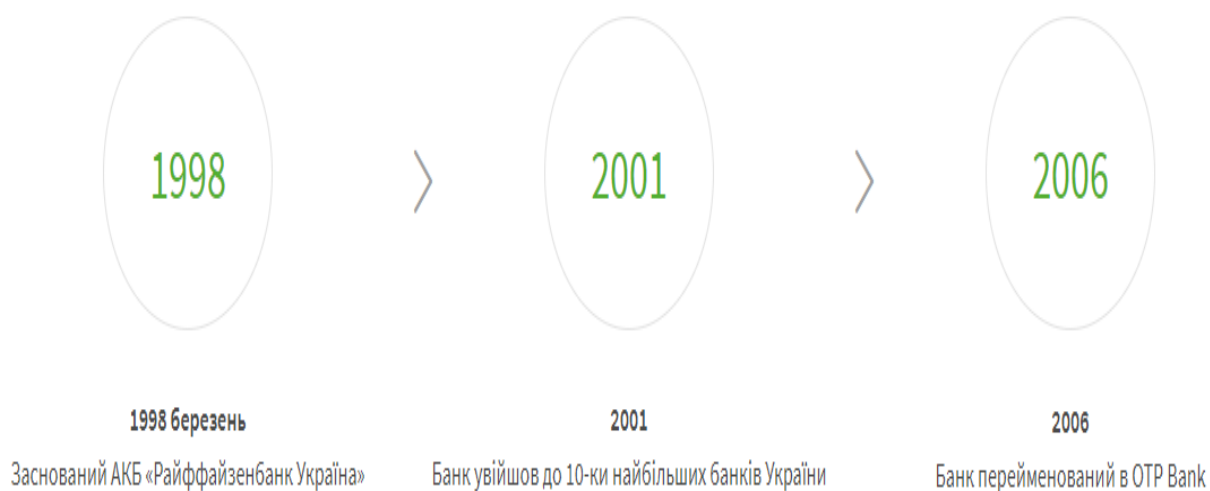 1998
2001
2006
1998 березень
2001
2006
Заснований АКБ «Райффайзенбанк Україна»
Банк увійшов до 10-ки найбільших банків України
Банк перейменований в OTP Bank